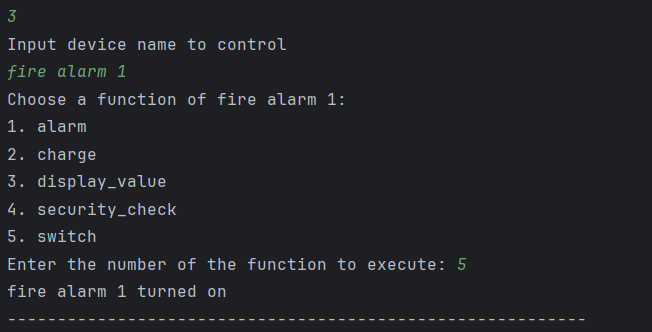 3
Input device name to control
fire alarm 1
Choose a function of fire alarm 1:
1. alarm
2. charge
3. display_value
4. security_check
5. switch
Enter the number of the function to execute: 5
fire alarm 1 turned on
----------------------------------------------------------